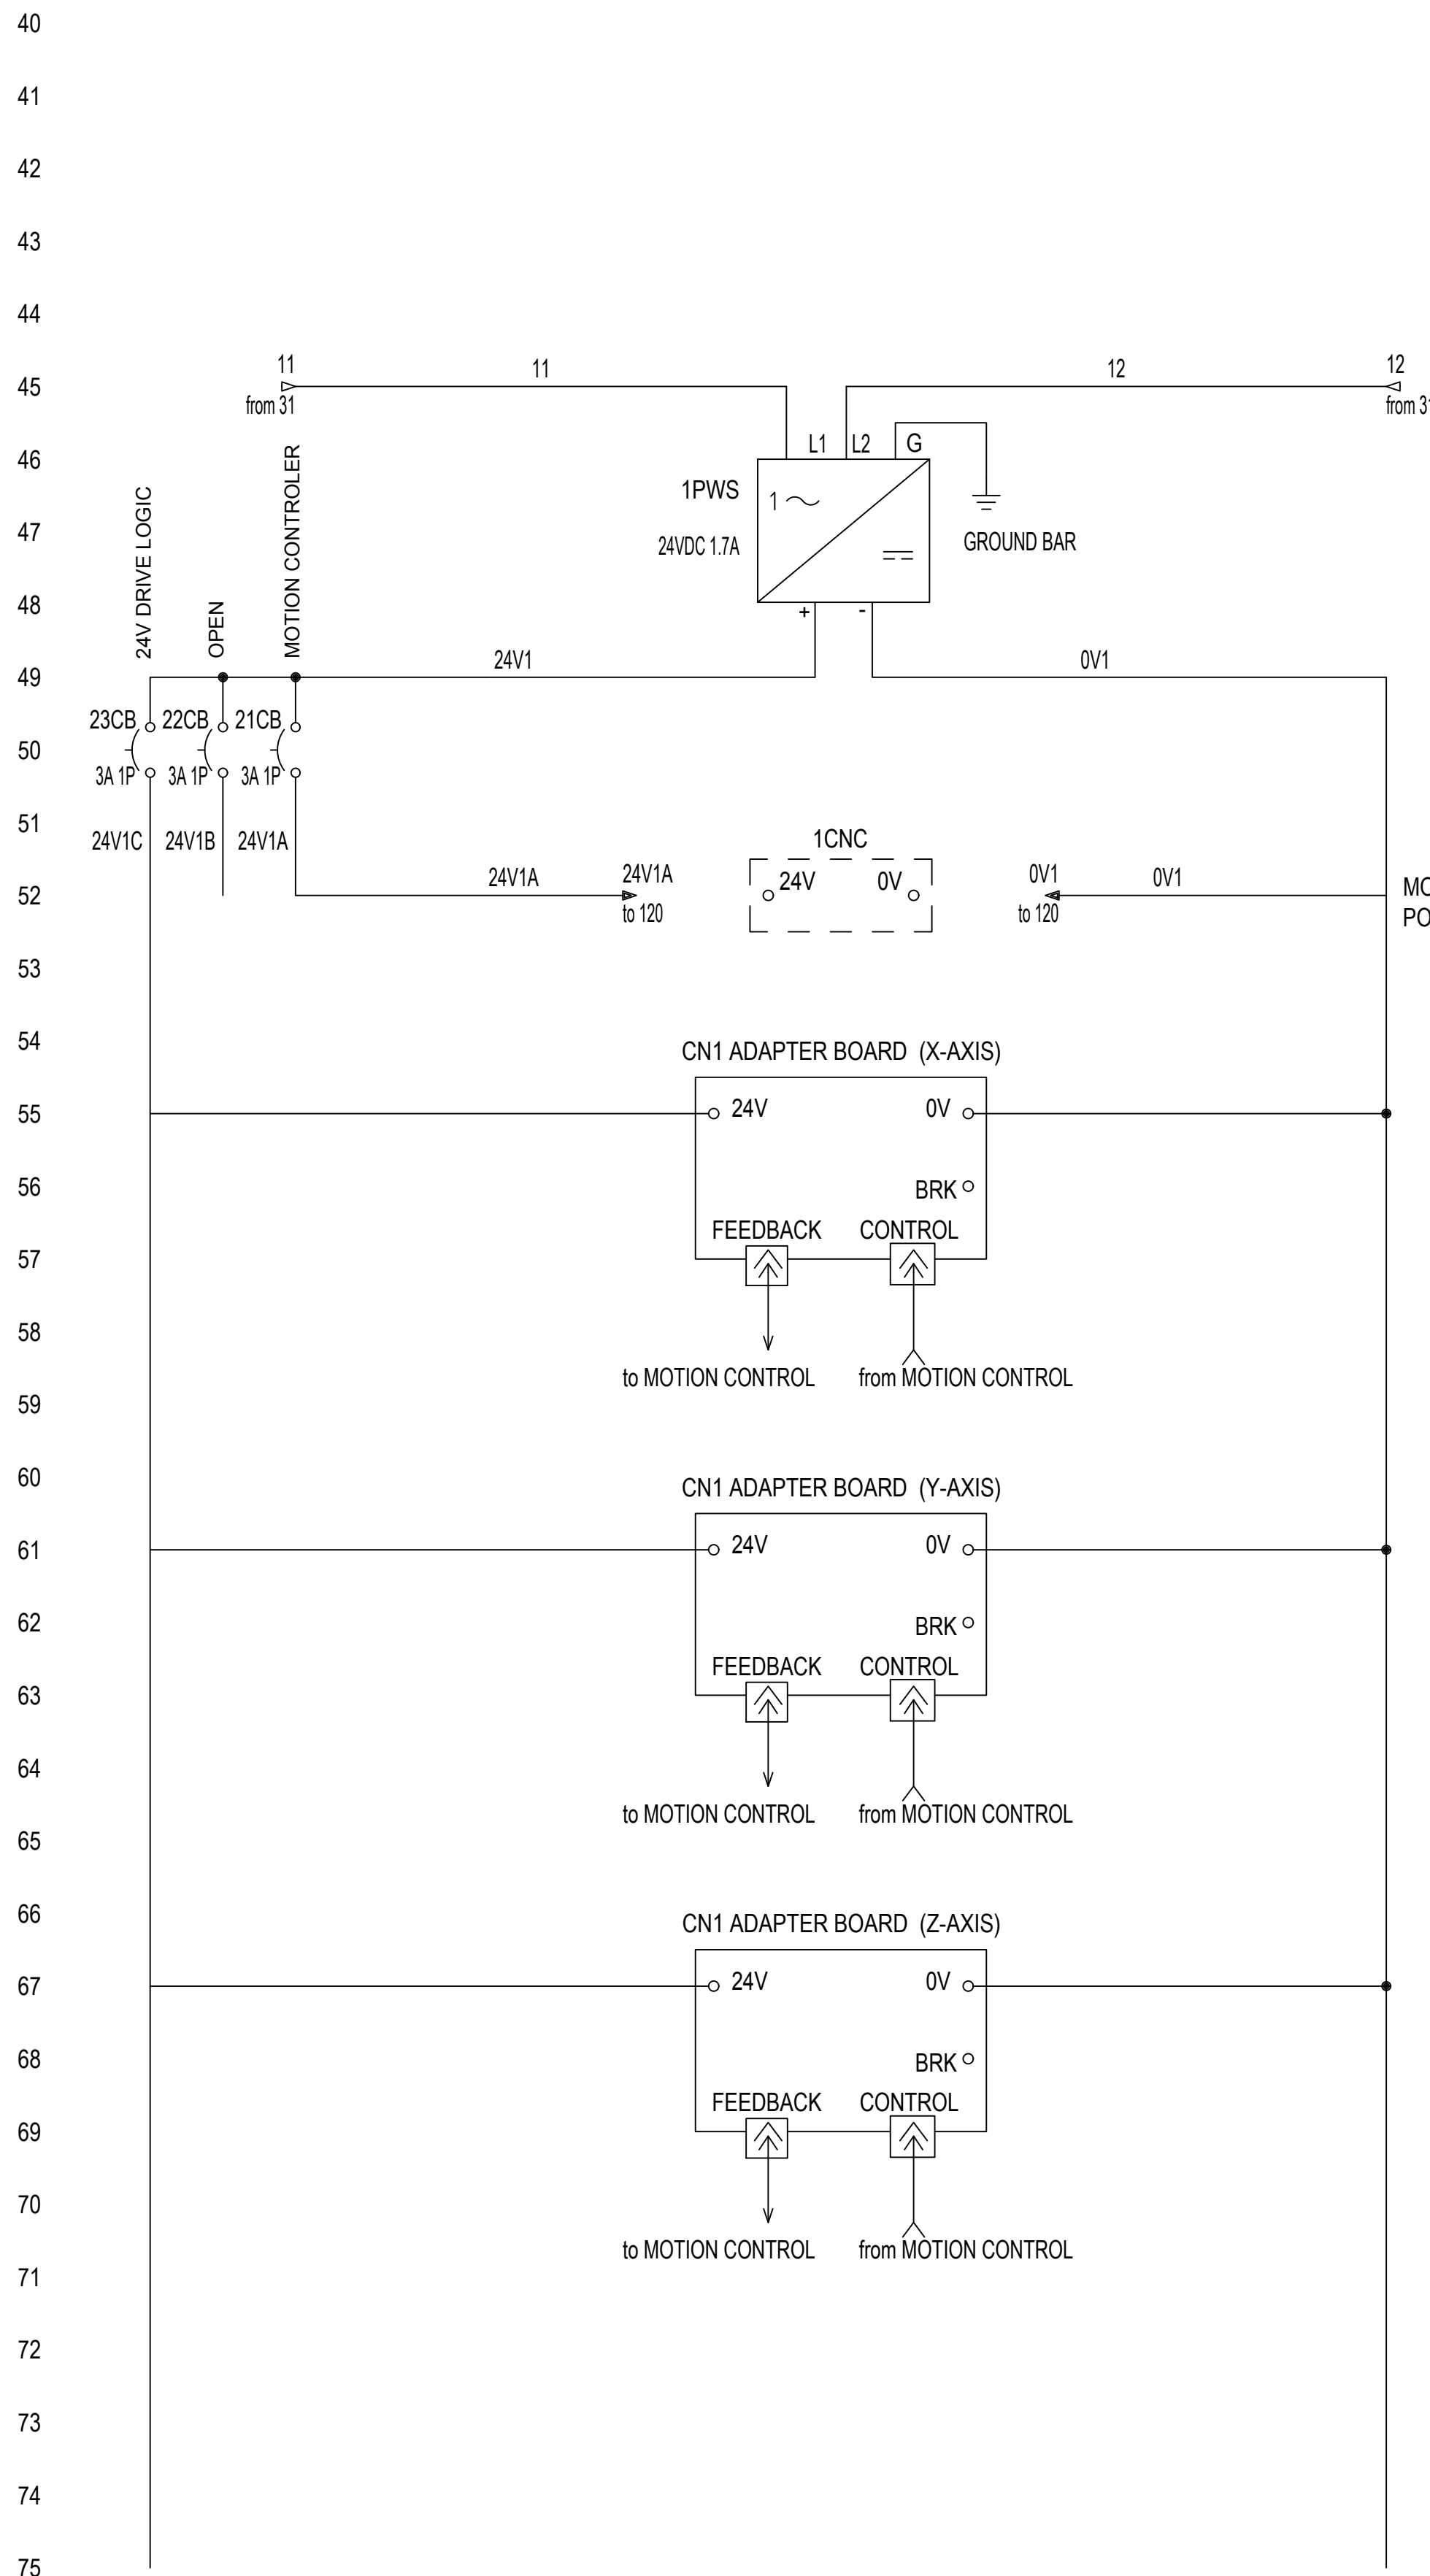 40
41
42
43
44
11 11 12 12
45
from 31 from 31
46 L1 L2 G
MOTION CONTROLER
1PWS 1
24V DRIVE LOGIC
47
24VDC 1.7A GROUND BAR
48 + -
OPEN
24V1 0V1
49
23CB 22CB 21CB
50
3A 1P 3A 1P 3A 1P
51
24V1C 24V1B 24V1A 1CNC
24V1A 24V1A 24V 0V 0V1 0V1
52 MO
to 120 to 120 PO
53
54
CN1 ADAPTER BOARD (X-AXIS)
55 24V 0V
56 BRK
FEEDBACK CONTROL
57
58
to MOTION CONTROL from MOTION CONTROL
59
60
CN1 ADAPTER BOARD (Y-AXIS)
61 24V 0V
62 BRK
FEEDBACK CONTROL
63
64
to MOTION CONTROL from MOTION CONTROL
65
66
CN1 ADAPTER BOARD (Z-AXIS)
67 24V 0V
68 BRK
FEEDBACK CONTROL
69
70
to MOTION CONTROL from MOTION CONTROL
71
72
73
74
75